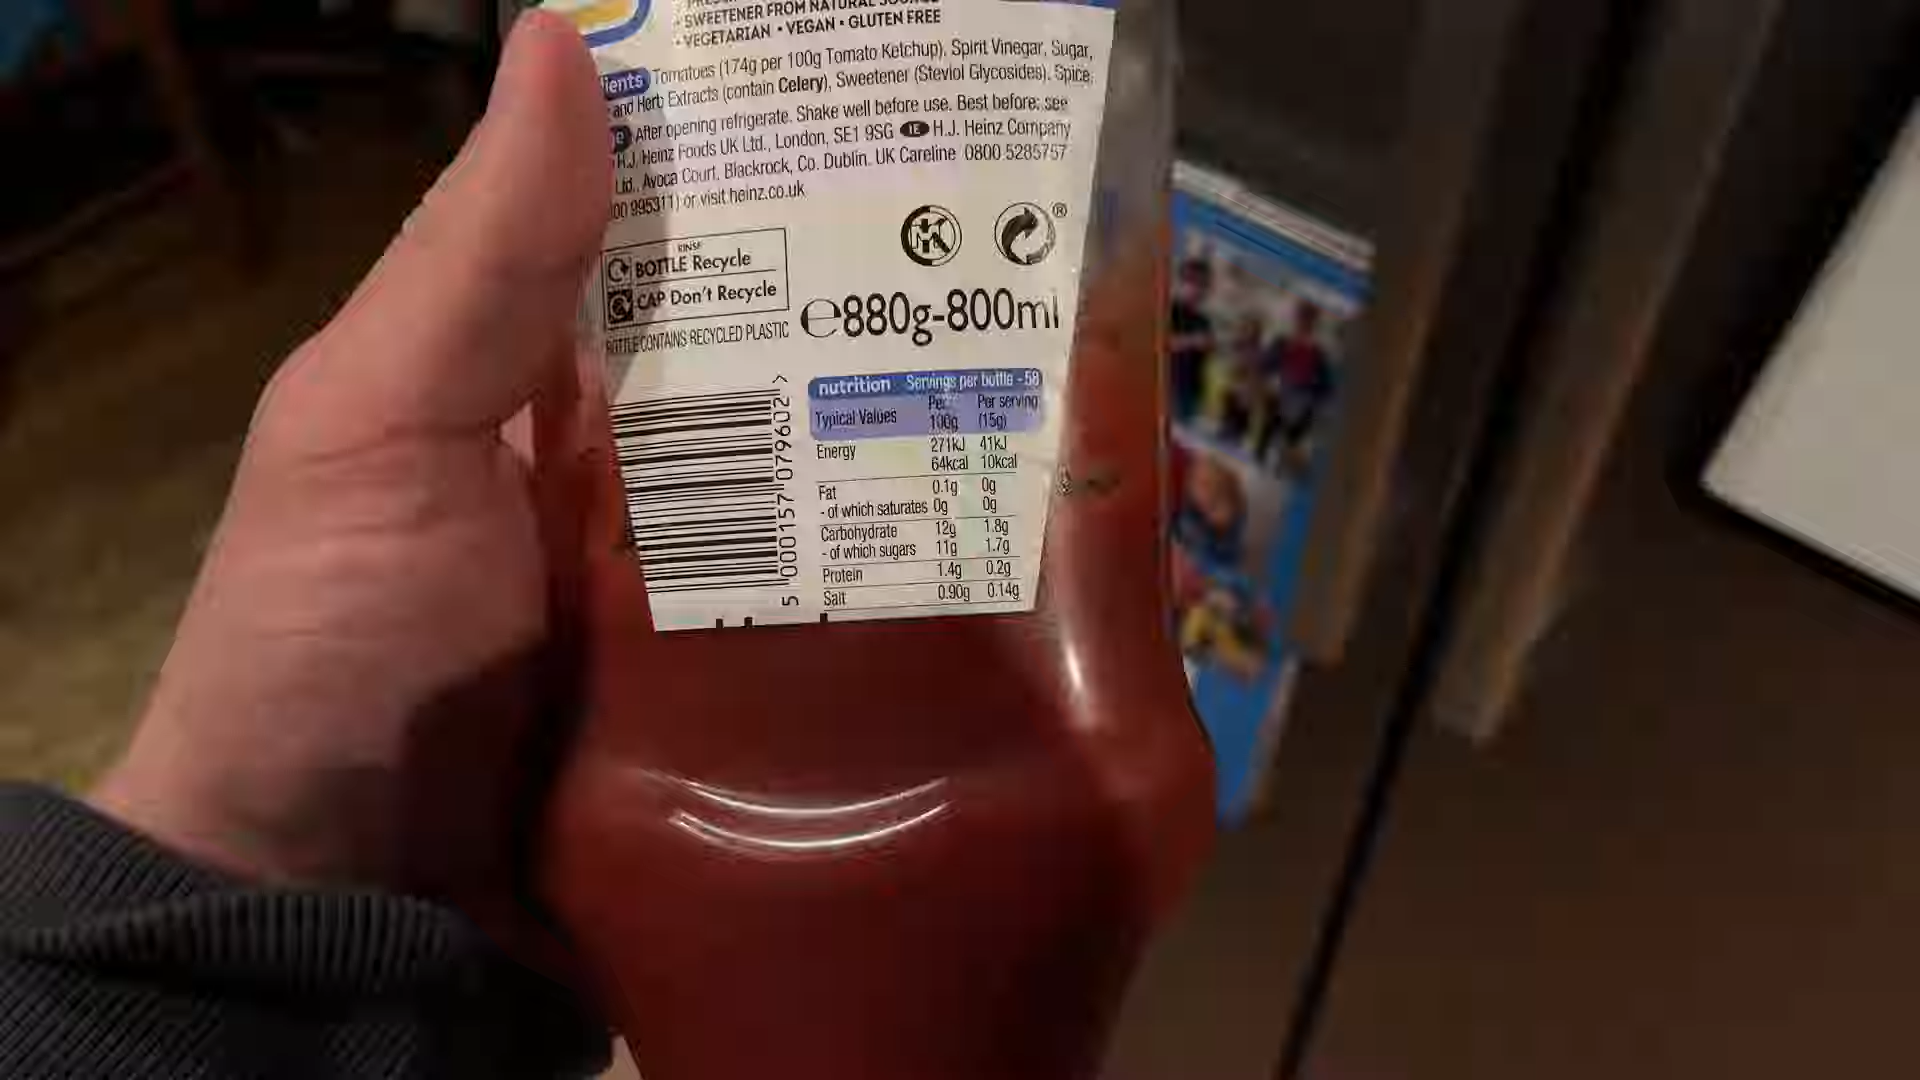 • SWEETENER FROM NATURAL
• VEGETARIAN • VEGAN • GLUTEN FREE
ients Tomatoes (174g per 100g Tomato Ketchup), Spirit Vinegar, Sugar,
and Herb Extracts (contain Celery), Sweetener (Steviol Glycosides), Spice.
e After opening refrigerate. Shake well before use. Best before: see
H.J. Heinz Foods UK Ltd., London, SE1 9SG IE H.J. Heinz Company
Ltd., Avoca Court, Blackrock, Co. Dublin. UK Careline 0800 5285757
00 995311) or visit heinz.co.uk
RINSE
BOTTLE Recycle
CAP Don't Recycle
BOTTLE CONTAINS RECYCLED PLASTIC
K
®
℮880g-800ml
5 000157 079602 >
nutrition Servings per bottle - 58
Typical Values Per 100g Per serving (15g)
Energy 271kJ 41kJ
64kcal 10kcal
Fat 0.1g 0g
- of which saturates 0g 0g
Carbohydrate 12g 1.8g
- of which sugars 11g 1.7g
Protein 1.4g 0.2g
Salt 0.90g 0.14g